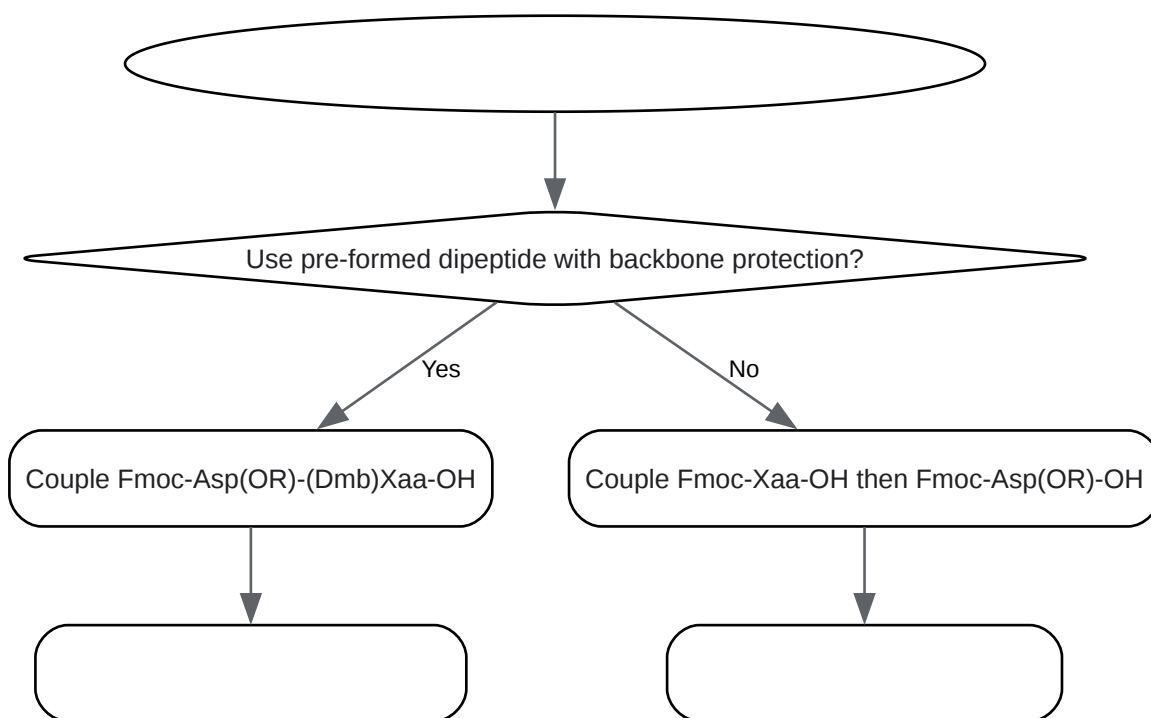 Use pre-formed dipeptide with backbone protection?
Yes
No
Couple Fmoc-Asp(OR)-(Dmb)Xaa-OH
Couple Fmoc-Xaa-OH then Fmoc-Asp(OR)-OH